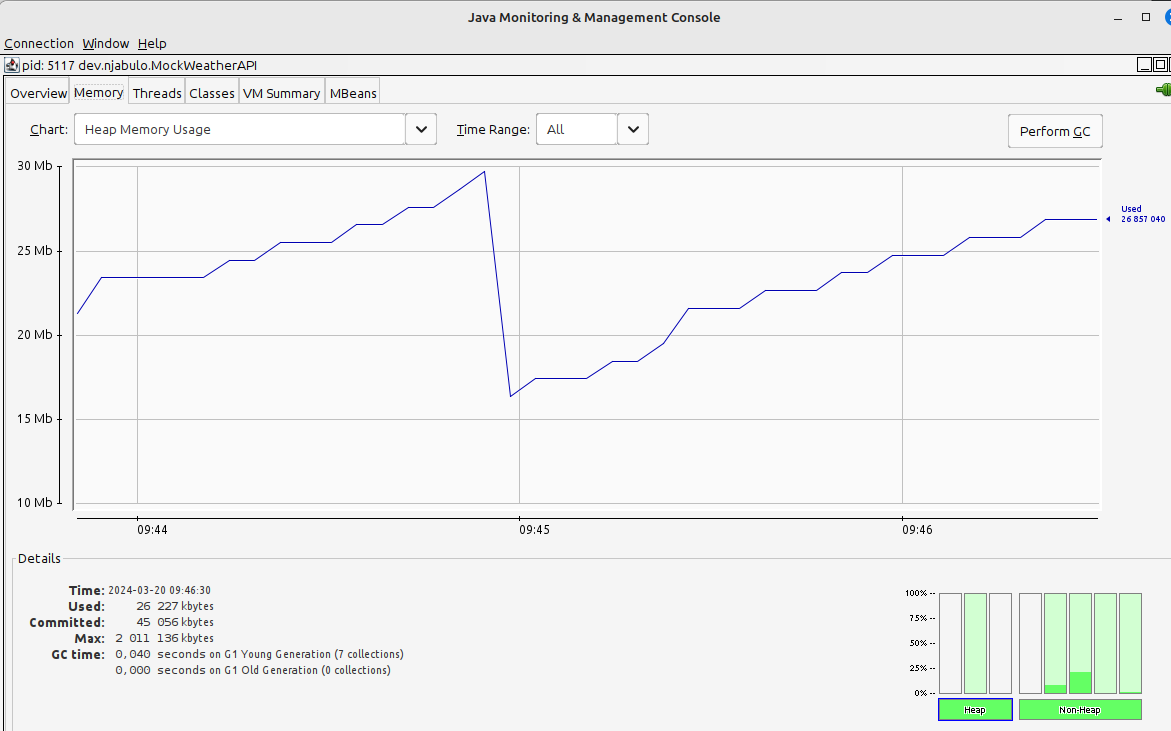 Java Monitoring & Management Console
Connection Window Help
pid: 5117 dev.njabulo.MockWeatherAPI
Overview Memory Threads Classes VM Summary MBeans
Chart: Heap Memory Usage Time Range: All Perform GC
30 Mb
25 Mb
20 Mb
15 Mb
10 Mb
Used
26 857 040
09:44 09:45 09:46
Details
Time: 2024-03-20 09:46:30
Used: 26 227 kbytes
Committed: 45 056 kbytes
Max: 2 011 136 kbytes
GC time: 0,040 seconds on G1 Young Generation (7 collections)
0,000 seconds on G1 Old Generation (0 collections)
100% --
75% --
50% --
25% --
0% --
Heap Non-Heap